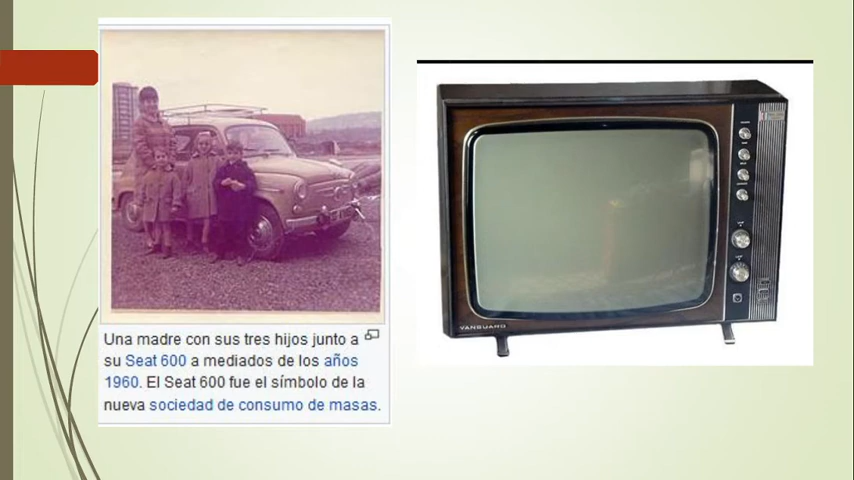 Una madre con sus tres hijos junto a
su Seat 600 a mediados de los años
1960. El Seat 600 fue el símbolo de la
nueva sociedad de consumo de masas.
VANGUARD